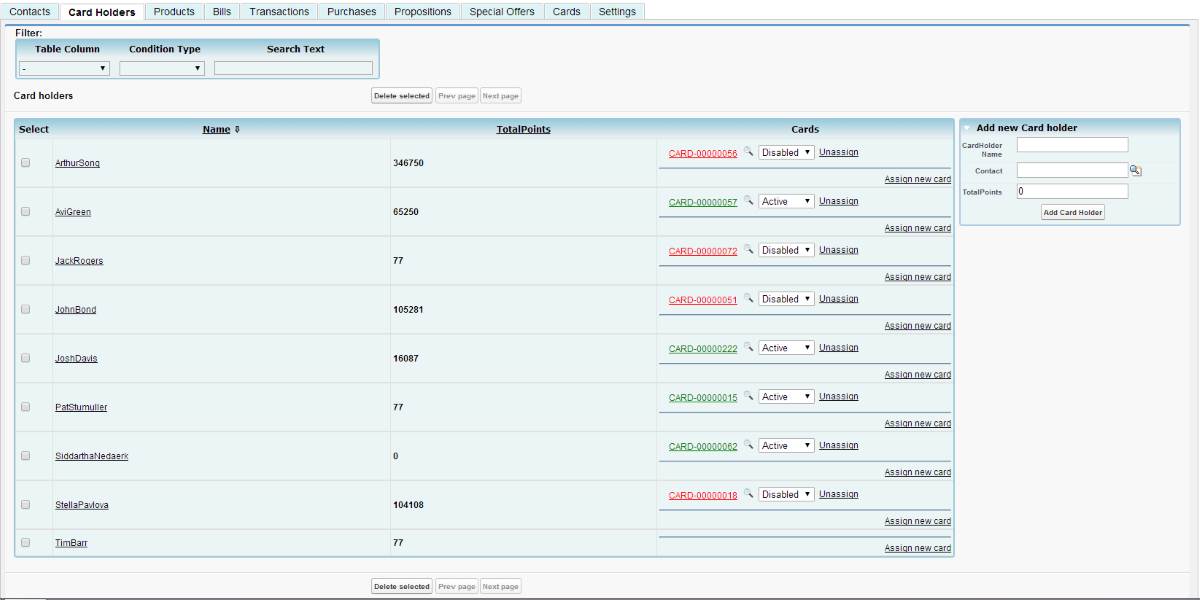 Contacts Card Holders Products Bills Transactions Purchases Propositions Special Offers Cards Settings
Filter:
Table Column Condition Type Search Text
-
Card holders Delete selected Prev page Next page
Select Name TotalPoints Cards
ArthurSong 346750 CARD-00000056 Disabled Unassign
Assign new card
AviGreen 65250 CARD-00000057 Active Unassign
Assign new card
JackRogers 77 CARD-00000072 Disabled Unassign
Assign new card
JohnBond 105281 CARD-00000051 Disabled Unassign
Assign new card
JoshDavis 16087 CARD-00000222 Active Unassign
Assign new card
PatStumuller 77 CARD-00000015 Active Unassign
Assign new card
SiddarthaNedaerk 0 CARD-00000062 Active Unassign
Assign new card
StellaPavlova 104108 CARD-00000018 Disabled Unassign
Assign new card
TimBarr 77
Assign new card
Add new Card holder
CardHolder
Name
Contact
TotalPoints 0
Add Card Holder
Delete selected Prev page Next page